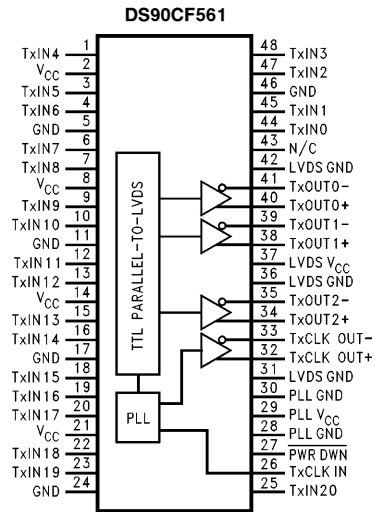 DS90CF561
TxIN4 1
VCC 2
TxIN5 3
TxIN6 4
GND 5
TxIN7 6
TxIN8 7
VCC 8
TxIN9 9
TxIN10 10
GND 11
TxIN11 12
TxIN12 13
VCC 14
TxIN13 15
TxIN14 16
GND 17
TxIN15 18
TxIN16 19
TxIN17 20
VCC 21
TxIN18 22
TxIN19 23
GND 24
TTL PARALLEL-TO-LVDS
PLL
48 TxIN3
47 TxIN2
46 GND
45 TxIN1
44 TxIN0
43 N/C
42 LVDS GND
41 TxOUT0-
40 TxOUT0+
39 TxOUT1-
38 TxOUT1+
37 LVDS VCC
36 LVDS GND
35 TxOUT2-
34 TxOUT2+
33 TxCLK OUT-
32 TxCLK OUT+
31 LVDS GND
30 PLL GND
29 PLL VCC
28 PLL GND
27 PWR DWN
26 TxCLK IN
25 TxIN20